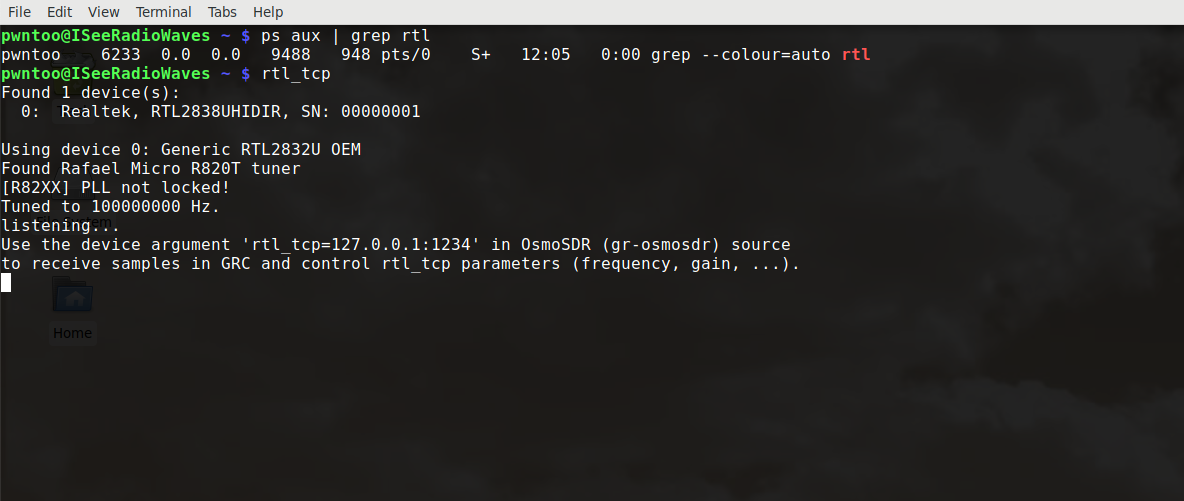 File Edit View Terminal Tabs Help
pwntoo@ISeeRadioWaves ~ $ ps aux | grep rtl
pwntoo    6233  0.0  0.0   9488   948 pts/0    S+   12:05   0:00 grep --colour=auto rtl
pwntoo@ISeeRadioWaves ~ $ rtl_tcp
Found 1 device(s):
  0:  Realtek, RTL2838UHIDIR, SN: 00000001
Using device 0: Generic RTL2832U OEM
Found Rafael Micro R820T tuner
[R82XX] PLL not locked!
Tuned to 100000000 Hz.
listening...
Use the device argument 'rtl_tcp=127.0.0.1:1234' in OsmoSDR (gr-osmosdr) source
to receive samples in GRC and control rtl_tcp parameters (frequency, gain, ...).
Home